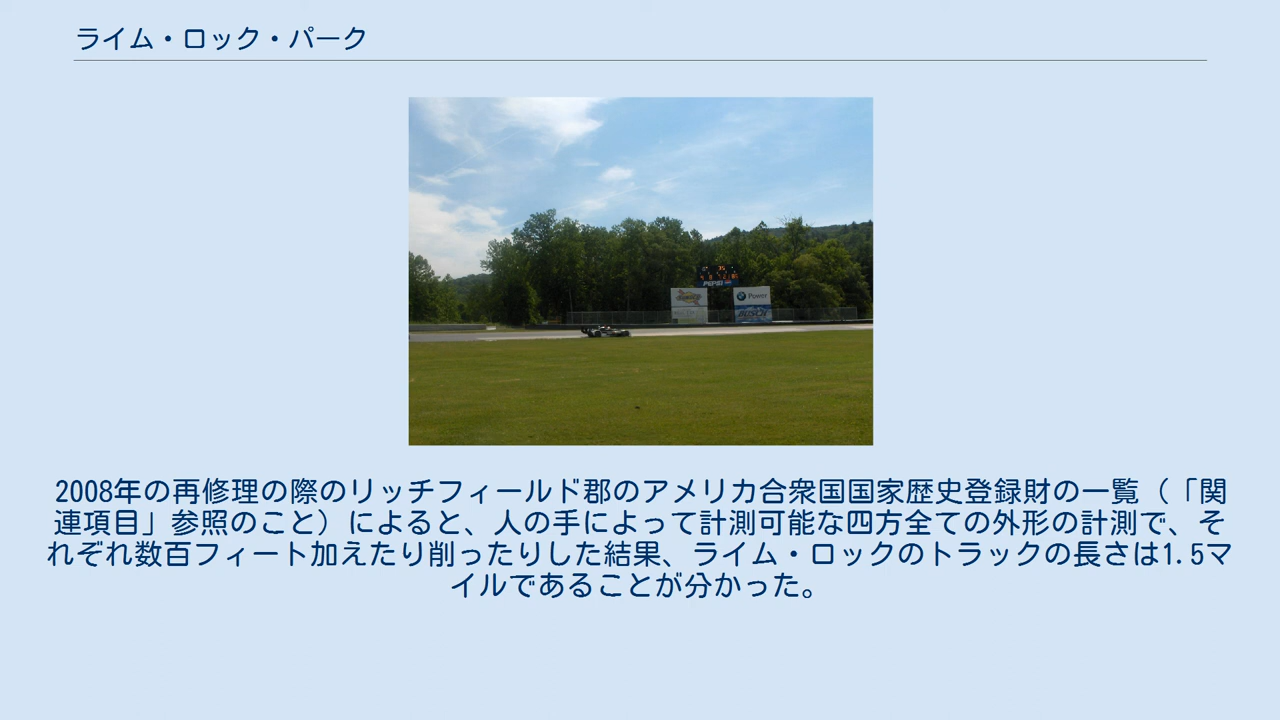 ライム・ロック・パーク
PEPSI
Power
BUSCH
2008年の再修理の際のリッチフィールド郡のアメリカ合衆国国家歴史登録財の一覧（「関
連項目」参照のこと）によると、人の手によって計測可能な四方全ての外形の計測で、そ
れぞれ数百フィート加えたり削ったりした結果、ライム・ロックのトラックの長さは1.5マ
イルであることが分かった。